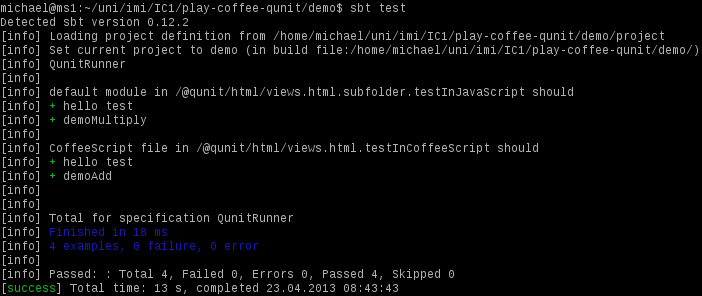 michael@ms1:~/uni/imi/IC1/play-coffee-qunit/demo$ sbt test
Detected sbt version 0.12.2
[info] Loading project definition from /home/michael/uni/imi/IC1/play-coffee-qunit/demo/project
[info] Set current project to demo (in build file:/home/michael/uni/imi/IC1/play-coffee-qunit/demo/)
[info] QunitRunner
[info]
[info] default module in /@qunit/html/views.html.subfolder.testInJavaScript should
[info] + hello test
[info] + demoMultiply
[info]
[info] CoffeeScript file in /@qunit/html/views.html.testInCoffeeScript should
[info] + hello test
[info] + demoAdd
[info]
[info]
[info] Total for specification QunitRunner
[info] Finished in 18 ms
[info] 4 examples, 0 failure, 0 error
[info]
[info] Passed: : Total 4, Failed 0, Errors 0, Passed 4, Skipped 0
[success] Total time: 13 s, completed 23.04.2013 08:43:43